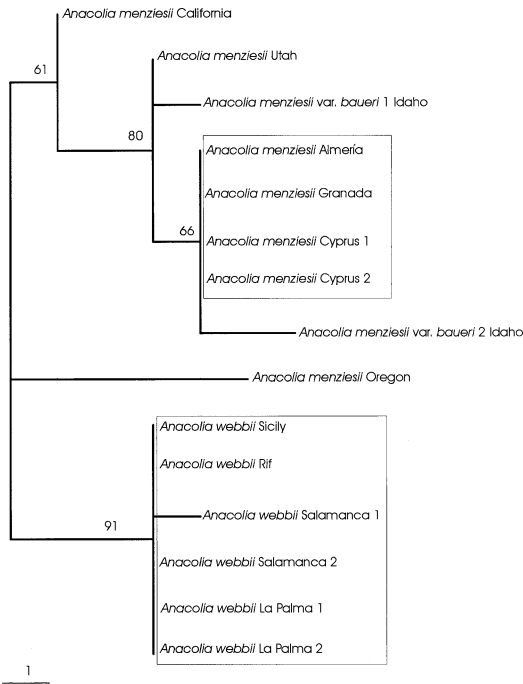 Anacolia menziesii California
Anacolia menziesii Utah
61
Anacolia menziesii var. baueri 1 Idaho
80
Anacolia menziesii Almería
Anacolia menziesii Granada
66
Anacolia menziesii Cyprus 1
Anacolia menziesii Cyprus 2
Anacolia menziesii var. baueri 2 Idaho
Anacolia menziesii Oregon
Anacolia webbii Sicily
Anacolia webbii Rif
Anacolia webbii Salamanca 1
91
Anacolia webbii Salamanca 2
Anacolia webbii La Palma 1
Anacolia webbii La Palma 2
1